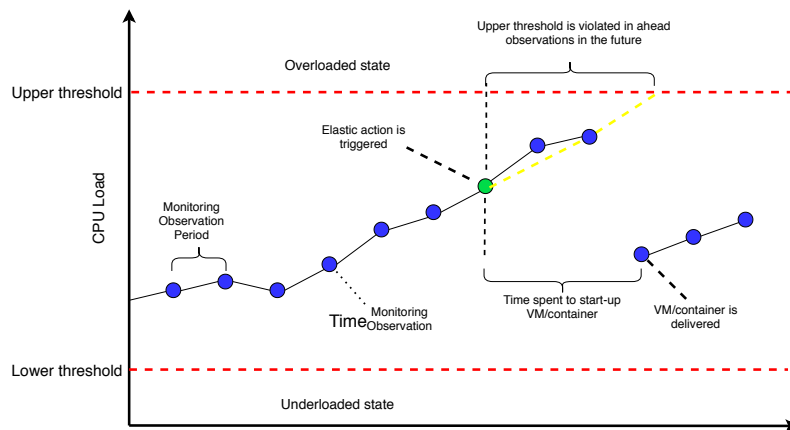 Upper threshold is violated in ahead
observations in the future
Overloaded state
Upper threshold
Elastic action is
triggered
CPU Load
Monitoring
Observation
Period
Time
Monitoring
Observation
Time spent to start-up
VM/container
VM/container is
delivered
Lower threshold
Underloaded state